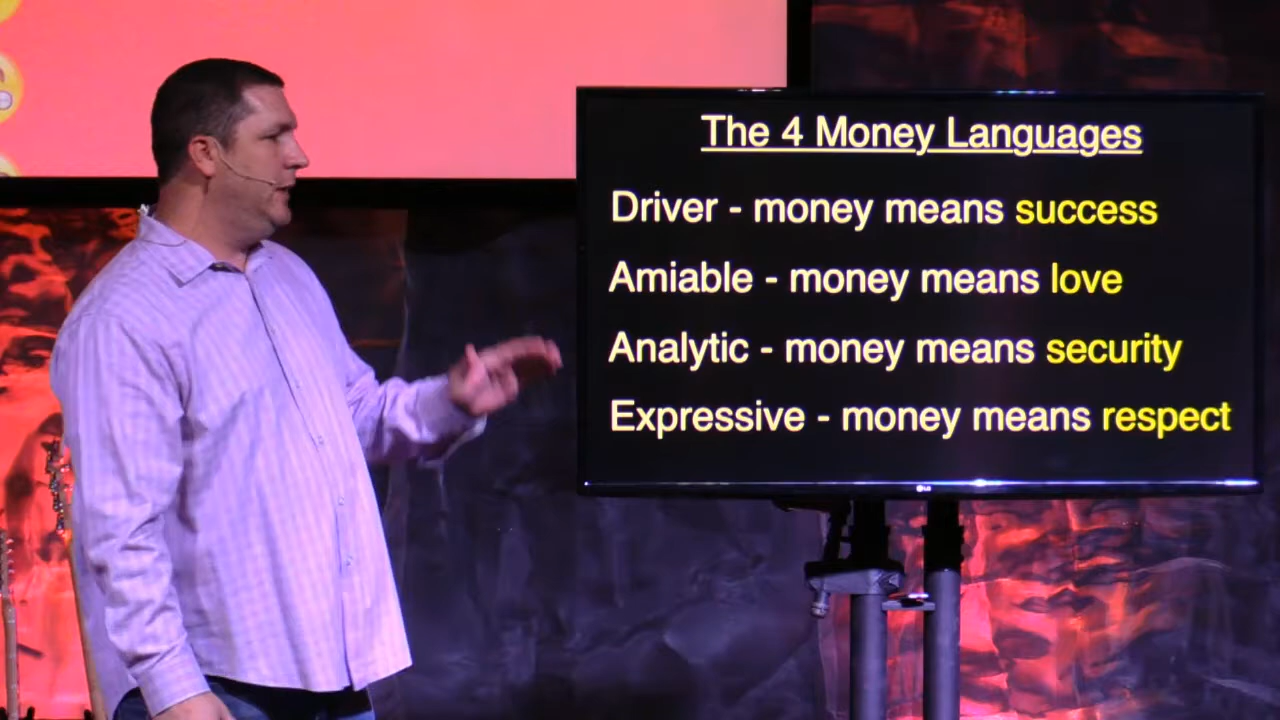 The 4 Money Languages
Driver - money means success
Amiable - money means love
Analytic - money means security
Expressive - money means respect
LG